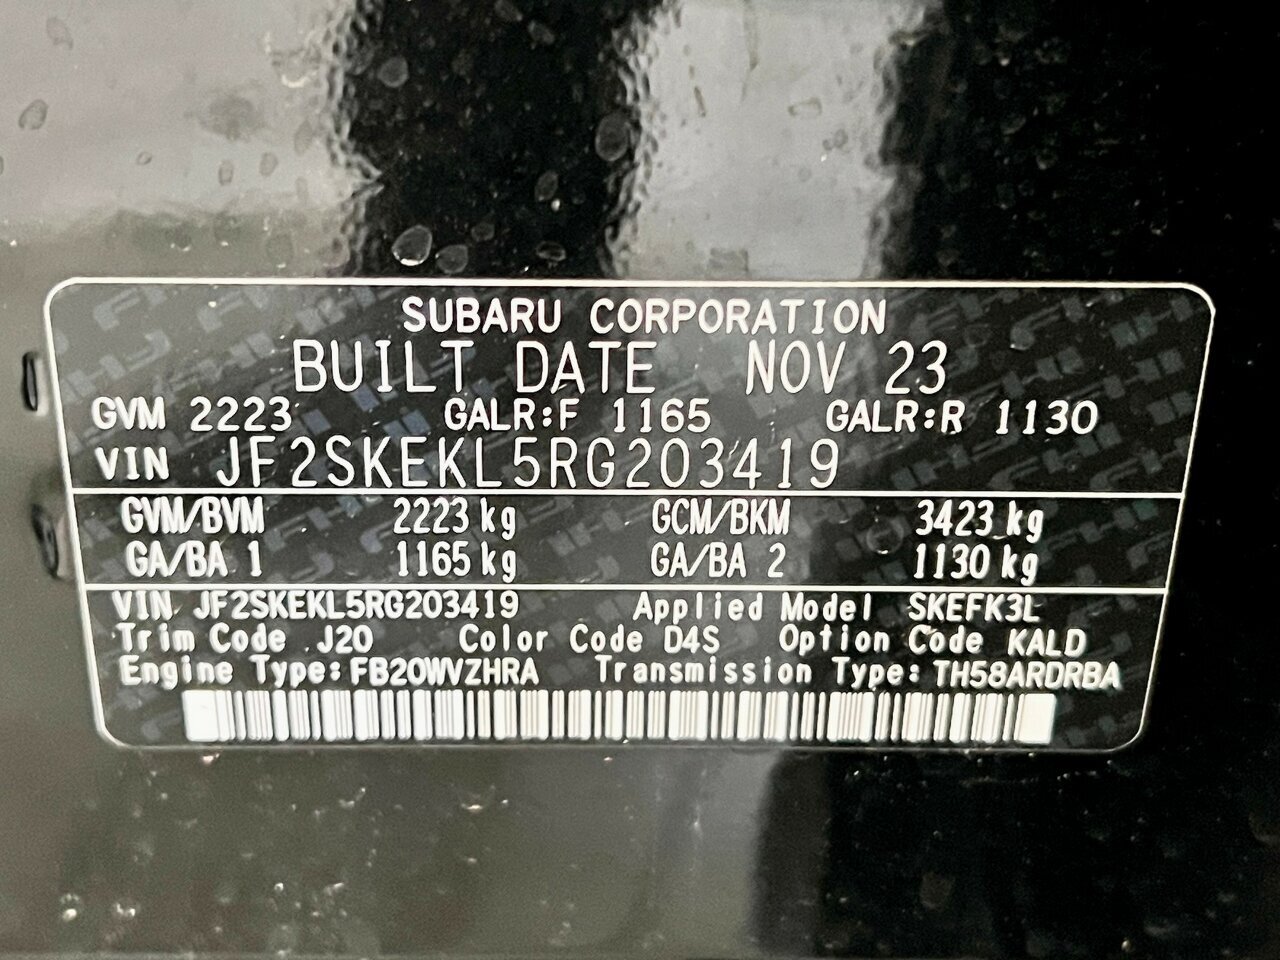 SUBARU CORPORATION
BUILT DATE NOV 23
GVM 2223 GALR:F 1165 GALR:R 1130
VIN JF2SKEKL5RG203419
GVM/BVM 2223 kg GCM/BKM 3423 kg
GA/BA 1 1165 kg GA/BA 2 1130 kg
VIN JF2SKEKL5RG203419 Applied Model SKEFK3L
Trim Code J20 Color Code D4S Option Code KALD
Engine Type: FB20WVZHRA Transmission Type: TH58ARDRBA